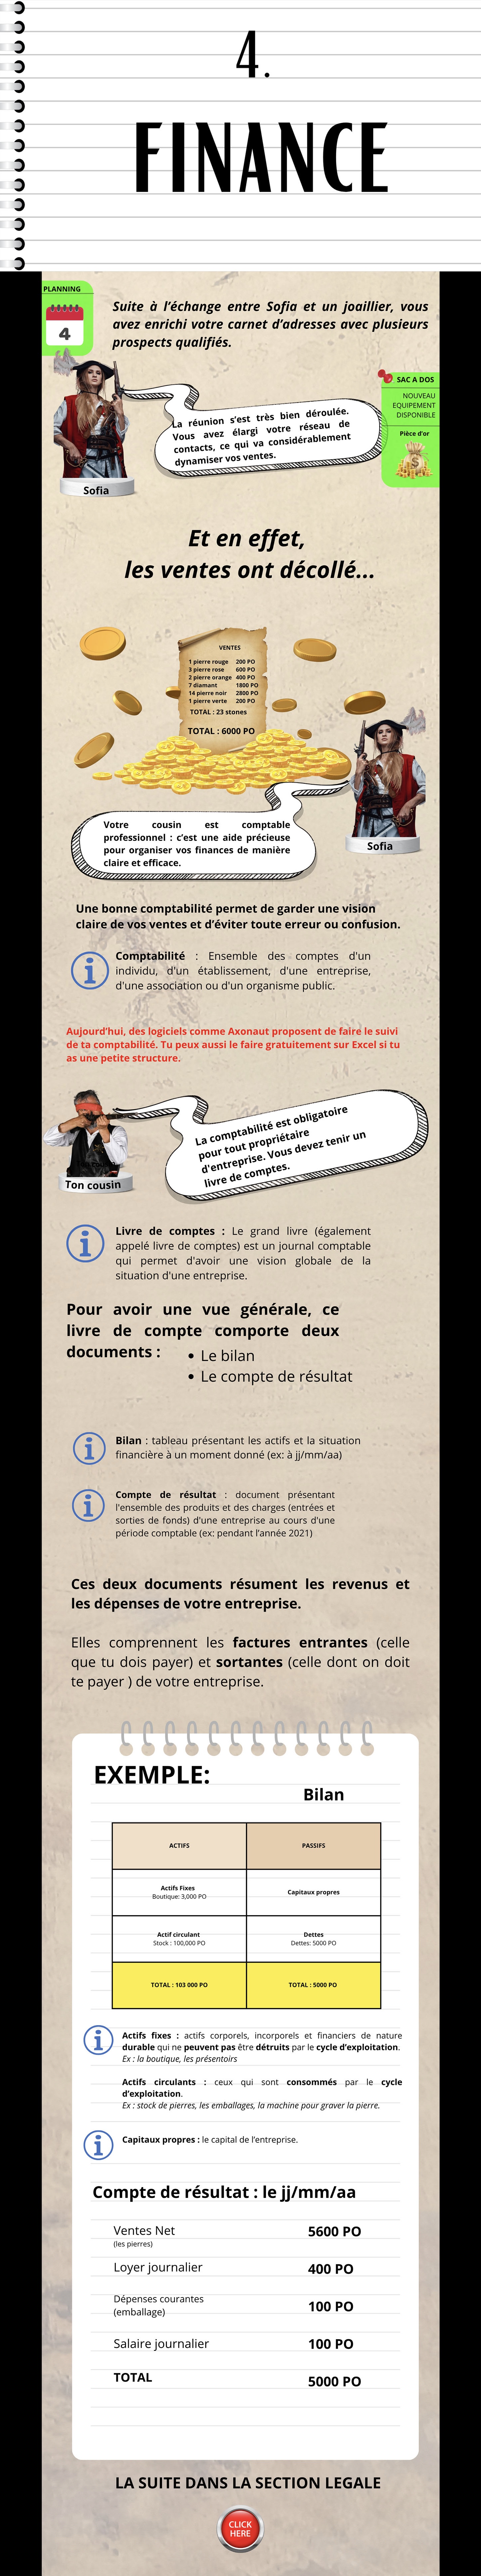 4.
FINANCE
PLANNING
4
Suite à l'échange entre Sofia et un joaillier, vous
avez enrichi votre carnet d'adresses avec plusieurs
prospects qualifiés.
SAC A DOS
NOUVEAU
EQUIPEMENT
DISPONIBLE
Pièce d'or
La réunion s'est très bien déroulée.
Vous avez élargi votre réseau de
contacts, ce qui va considérablement
dynamiser vos ventes.
Sofia
Et en effet,
les ventes ont décollé...
VENTES
1 pierre rouge 200 PO
3 pierre rose 600 PO
2 pierre orange 400 PO
7 diamant 1800 PO
14 pierre noir 2800 PO
1 pierre verte 200 PO
TOTAL : 23 stones
TOTAL : 6000 PO
Votre cousin est comptable
professionnel : c'est une aide précieuse
pour organiser vos finances de manière
claire et efficace.
Sofia
Une bonne comptabilité permet de garder une vision
claire de vos ventes et d'éviter toute erreur ou confusion.
Comptabilité : Ensemble des comptes d'un
individu, d'un établissement, d'une entreprise,
d'une association ou d'un organisme public.
Aujourd'hui, des logiciels comme Axonaut proposent de faire le suivi
de ta comptabilité. Tu peux aussi le faire gratuitement sur Excel si tu
as une petite structure.
La comptabilité est obligatoire
pour tout propriétaire
d'entreprise. Vous devez tenir un
livre de comptes.
Ton cousin
Livre de comptes : Le grand livre (également
appelé livre de comptes) est un journal comptable
qui permet d'avoir une vision globale de la
situation d'une entreprise.
Pour avoir une vue générale, ce
livre de compte comporte deux
documents :
• Le bilan
• Le compte de résultat
Bilan : tableau présentant les actifs et la situation
financière à un moment donné (ex: à jj/mm/aa)
Compte de résultat : document présentant
l'ensemble des produits et des charges (entrées et
sorties de fonds) d'une entreprise au cours d'une
période comptable (ex: pendant l'année 2021)
Ces deux documents résument les revenus et
les dépenses de votre entreprise.
Elles comprennent les factures entrantes (celle
que tu dois payer) et sortantes (celle dont on doit
te payer ) de votre entreprise.
EXEMPLE:
Bilan
ACTIFS PASSIFS
Actifs Fixes
Boutique: 3,000 PO
Capitaux propres
Actif circulant
Stock : 100,000 PO
Dettes
Dettes: 5000 PO
TOTAL : 103 000 PO TOTAL : 5000 PO
Actifs fixes : actifs corporels, incorporels et financiers de nature
durable qui ne peuvent pas être détruits par le cycle d'exploitation.
Ex : la boutique, les présentoirs
Actifs circulants : ceux qui sont consommés par le cycle
d'exploitation.
Ex : stock de pierres, les emballages, la machine pour graver la pierre.
Capitaux propres : le capital de l'entreprise.
Compte de résultat : le jj/mm/aa
Ventes Net 5600 PO
(les pierres)
Loyer journalier 400 PO
Dépenses courantes
(emballage)
100 PO
Salaire journalier 100 PO
TOTAL 5000 PO
LA SUITE DANS LA SECTION LEGALE
CLICK
HERE